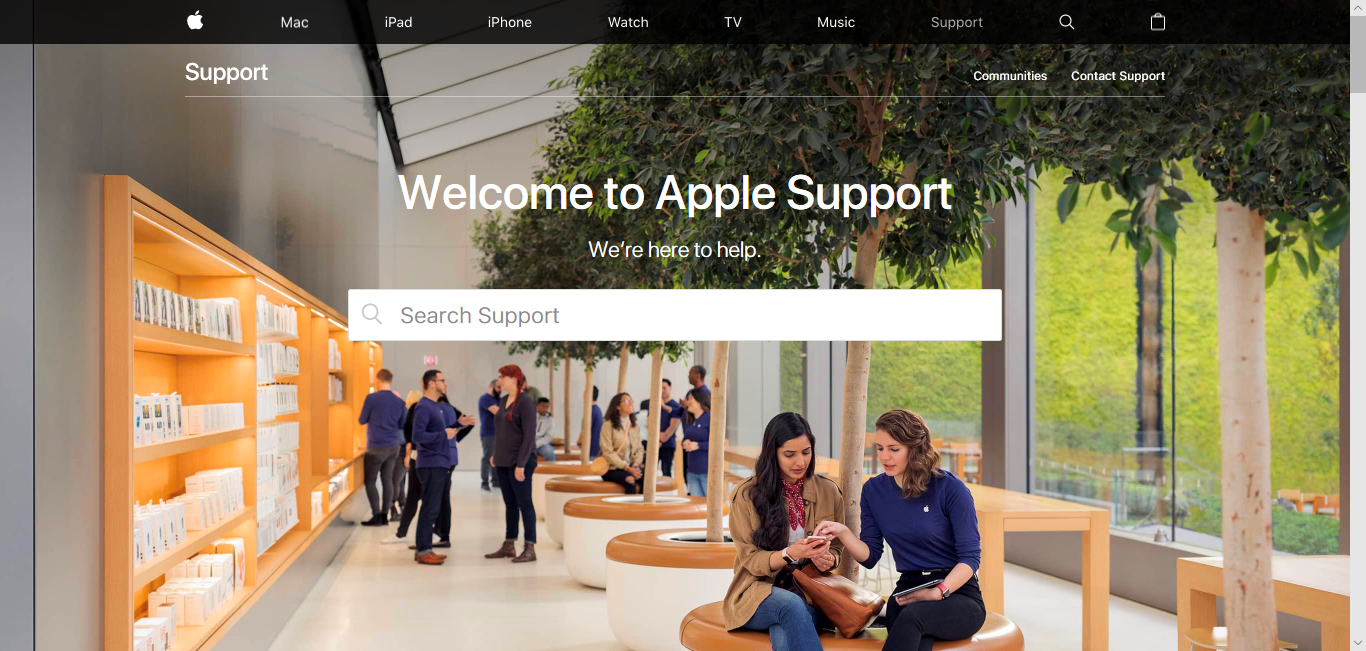 Mac iPad iPhone Watch TV Music Support
Support Communities Contact Support
Welcome to Apple Support
We're here to help.
Search Support